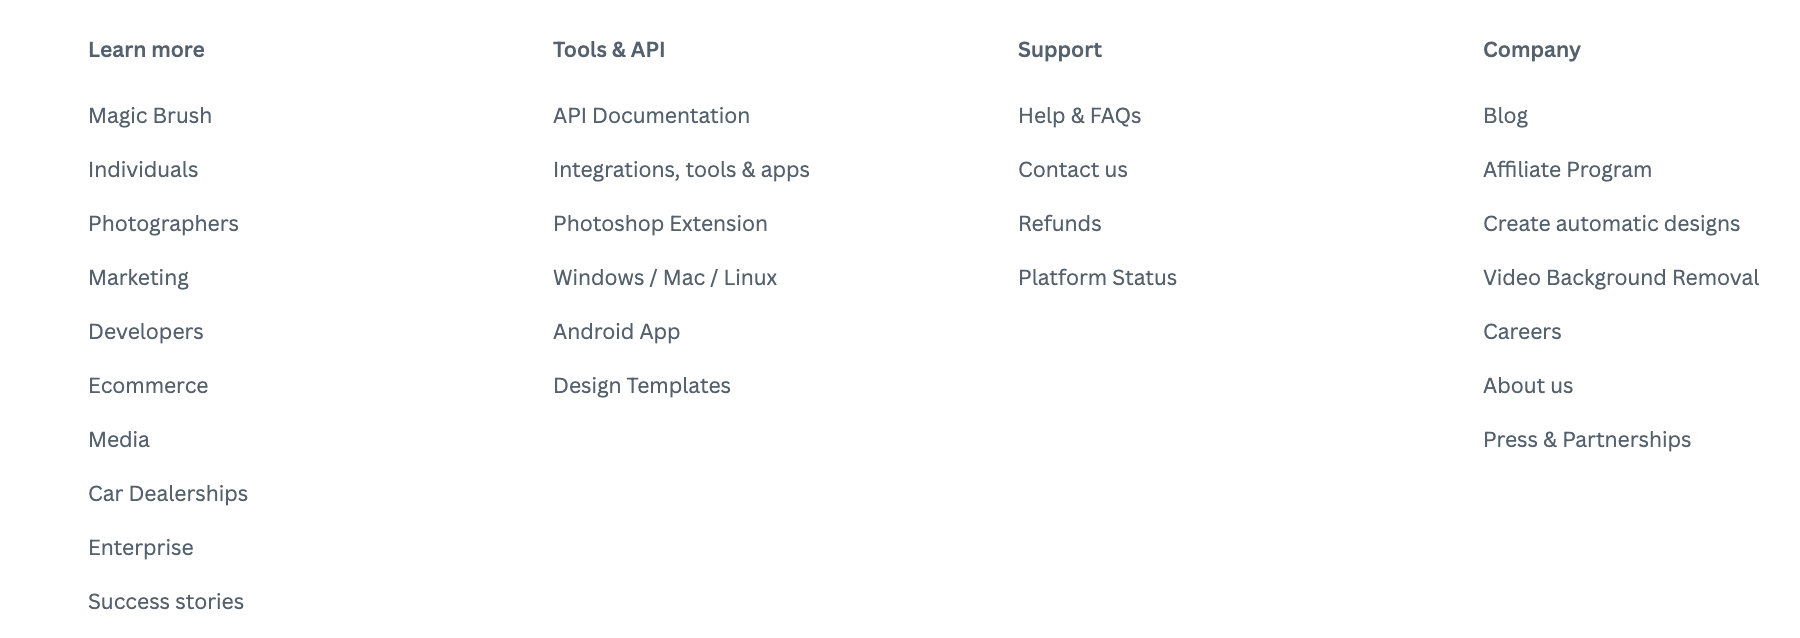 Learn more
Magic Brush
Individuals
Photographers
Marketing
Developers
Ecommerce
Media
Car Dealerships
Enterprise
Success stories
Tools & API
API Documentation
Integrations, tools & apps
Photoshop Extension
Windows / Mac / Linux
Android App
Design Templates
Support
Help & FAQs
Contact us
Refunds
Platform Status
Company
Blog
Affiliate Program
Create automatic designs
Video Background Removal
Careers
About us
Press & Partnerships